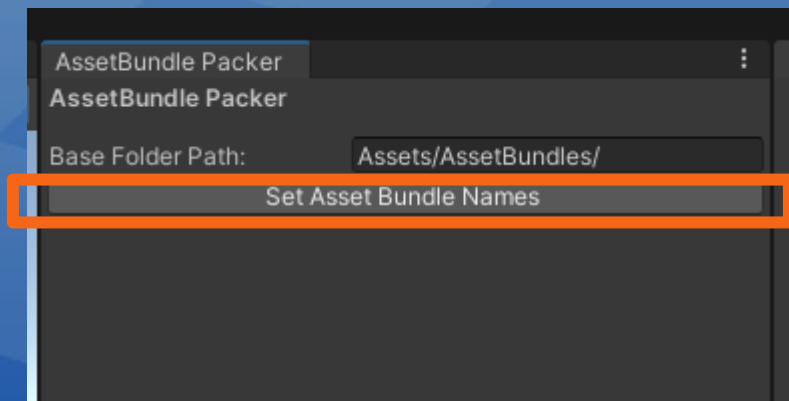 AssetBundle Packer
AssetBundle Packer
Base Folder Path: Assets/AssetBundles/
Set Asset Bundle Names